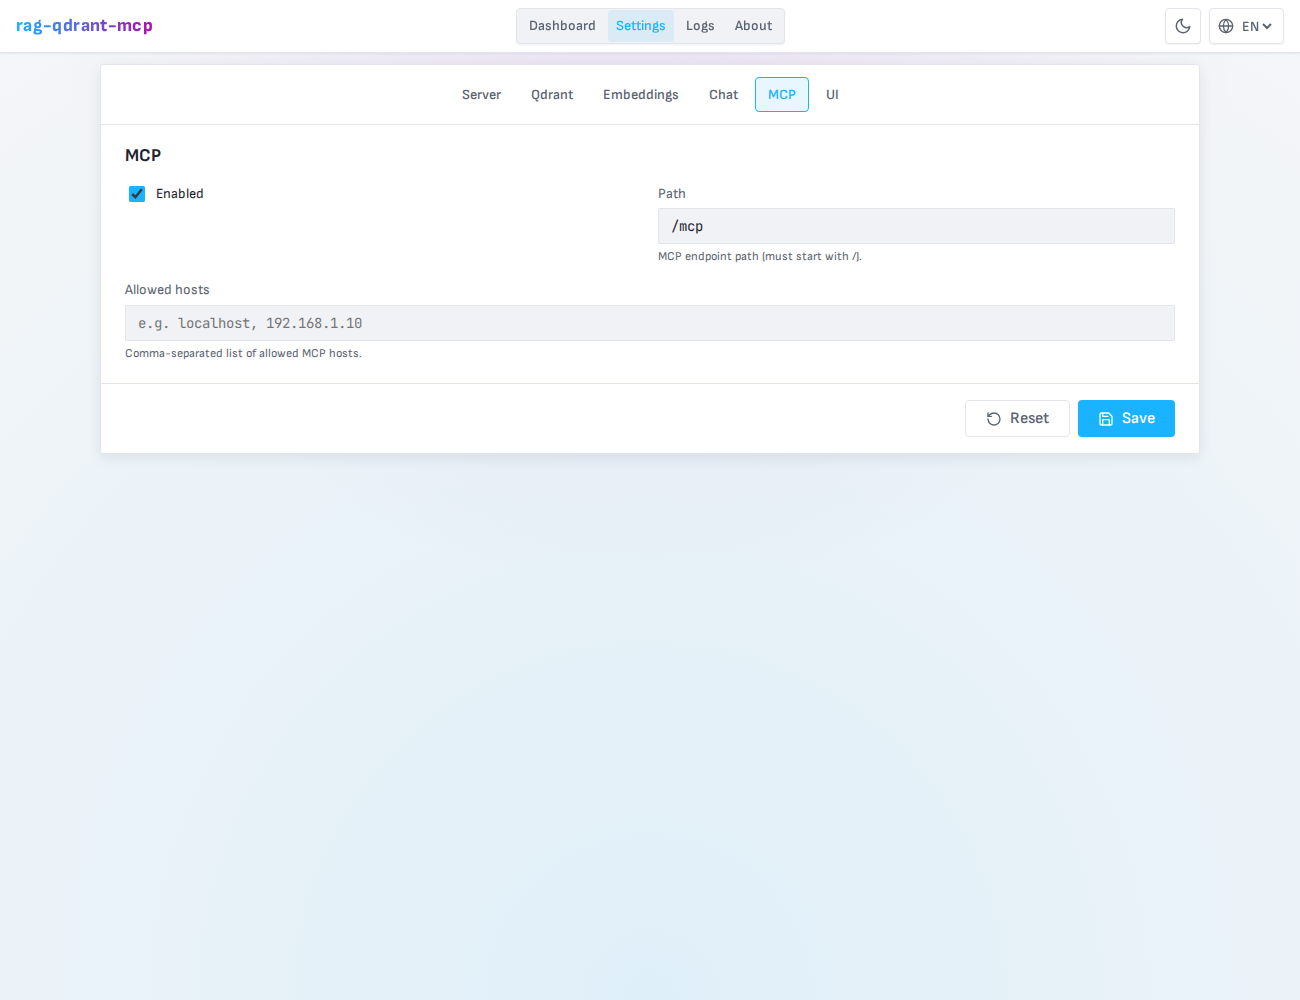 rag-qdrant-mcp
Dashboard Settings Logs About
EN
Server Qdrant Embeddings Chat MCP UI
MCP
Enabled
Path
/mcp
MCP endpoint path (must start with /).
Allowed hosts
e.g. localhost, 192.168.1.10
Comma-separated list of allowed MCP hosts.
Reset Save